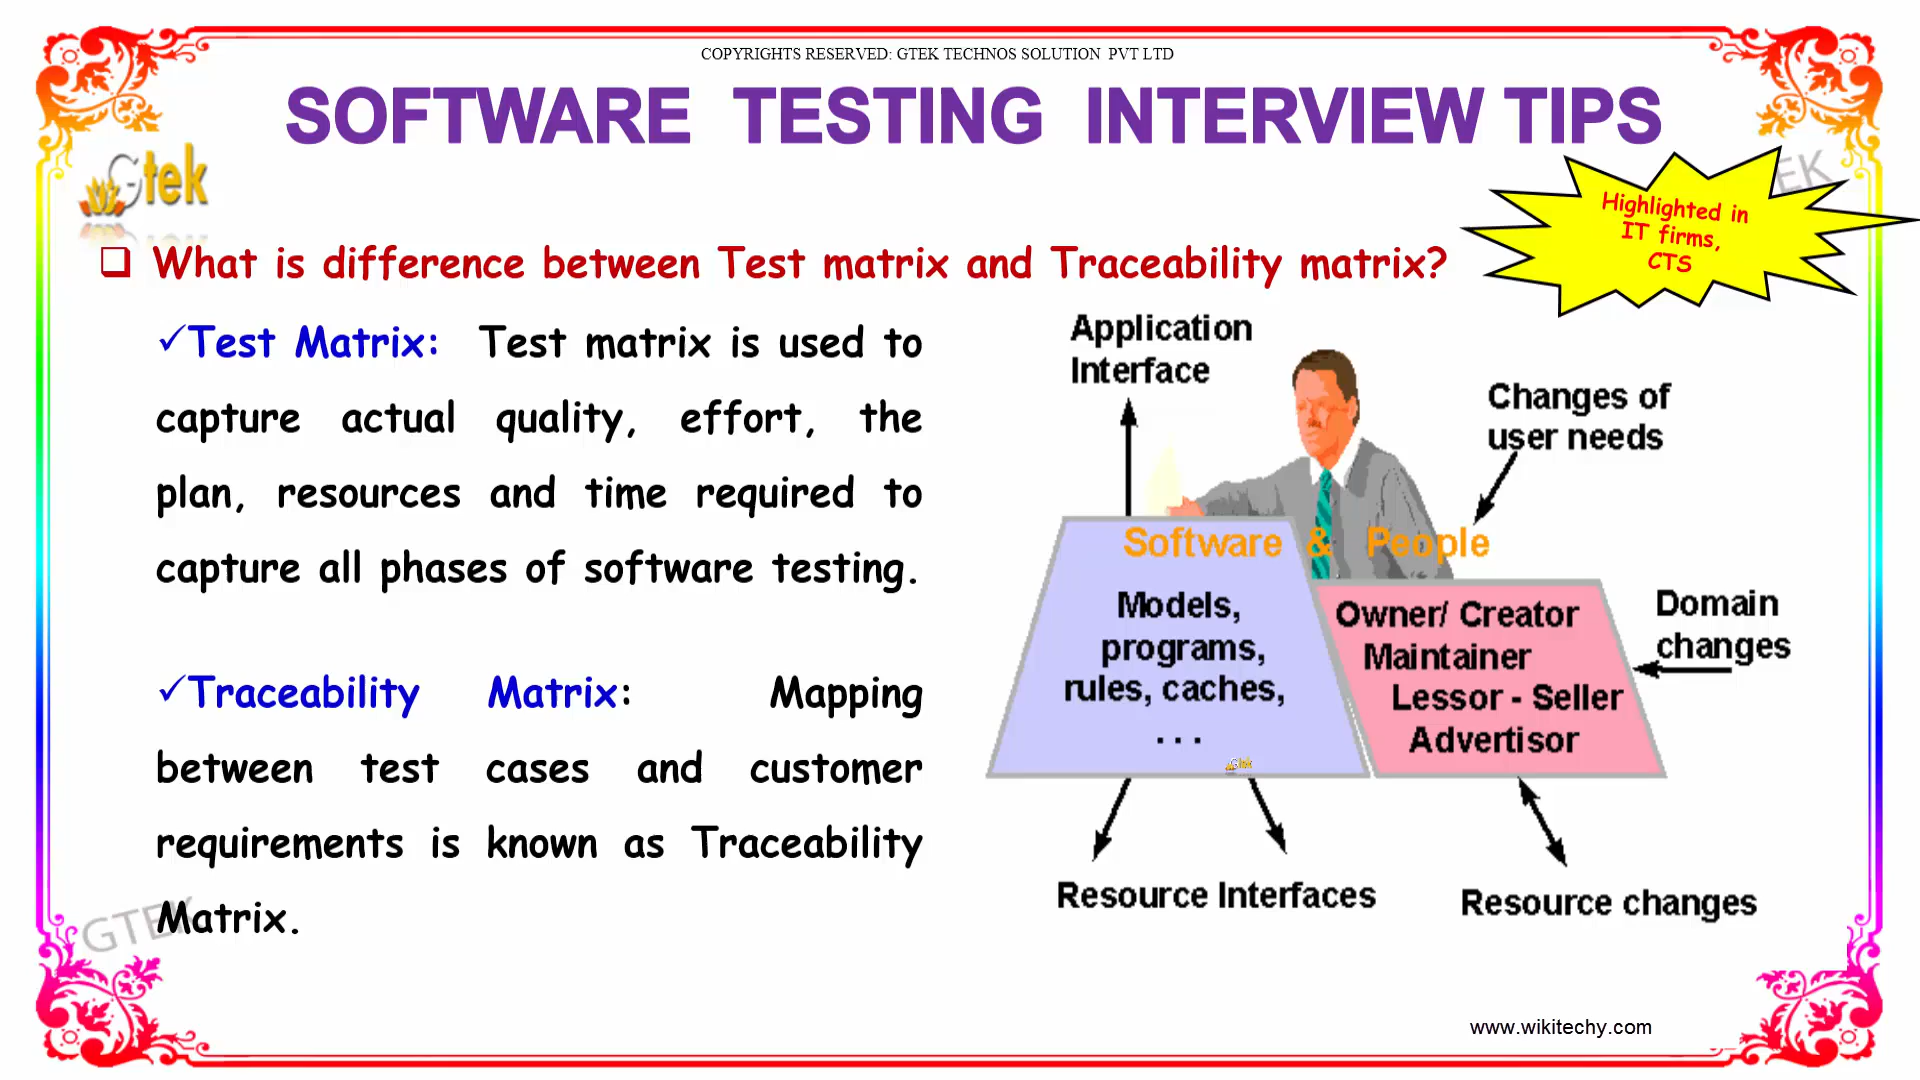 COPYRIGHTS RESERVED: GTEK TECHNOS SOLUTION PVT LTD
SOFTWARE TESTING INTERVIEW TIPS
Gtek
EK
Highlighted in
IT firms,
CTS
What is difference between Test matrix and Traceability matrix?
Test Matrix: Test matrix is used to
capture actual quality, effort, the
plan, resources and time required to
capture all phases of software testing.
Traceability Matrix: Mapping
between test cases and customer
requirements is known as Traceability
Matrix.
GTEK
Application
Interface
Changes of
user needs
Software & People
Models,
programs,
rules, caches,
. . .
Gtek
Owner/ Creator
Maintainer
Lessor - Seller
Advertisor
Domain
changes
Resource Interfaces
Resource changes
www.wikitechy.com